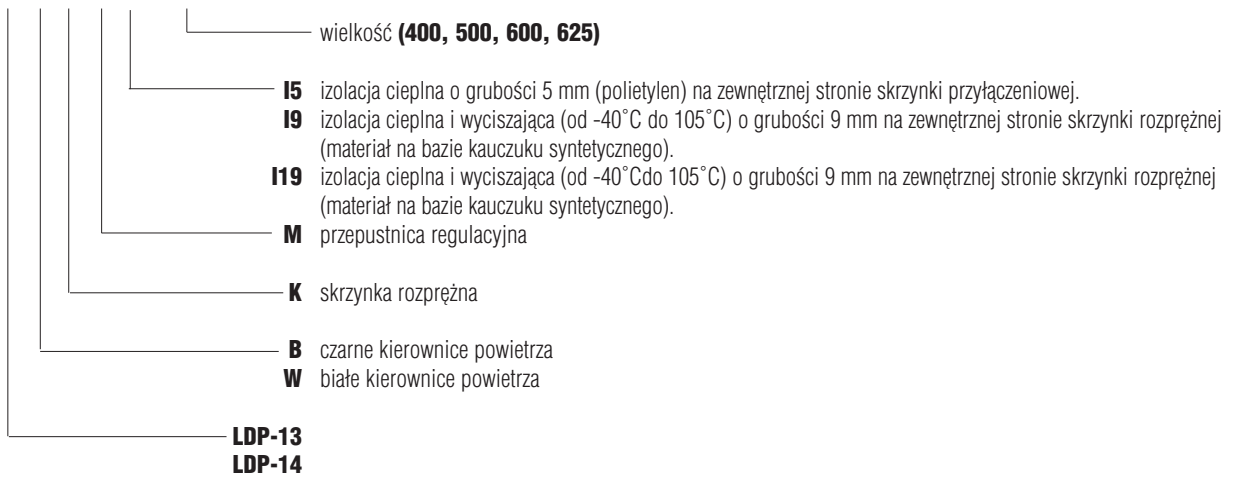 wielkość (400, 500, 600, 625)
I5 izolacja cieplna o grubości 5 mm (polietylen) na zewnętrznej stronie skrzynki przyłączeniowej.
I9 izolacja cieplna i wyciszająca (od -40˚C do 105˚C) o grubości 9 mm na zewnętrznej stronie skrzynki rozprężnej
(materiał na bazie kauczuku syntetycznego).
I19 izolacja cieplna i wyciszająca (od -40˚Cdo 105˚C) o grubości 9 mm na zewnętrznej stronie skrzynki rozprężnej
(materiał na bazie kauczuku syntetycznego).
M przepustnica regulacyjna
K skrzynka rozprężna
B czarne kierownice powietrza
W białe kierownice powietrza
LDP-13
LDP-14